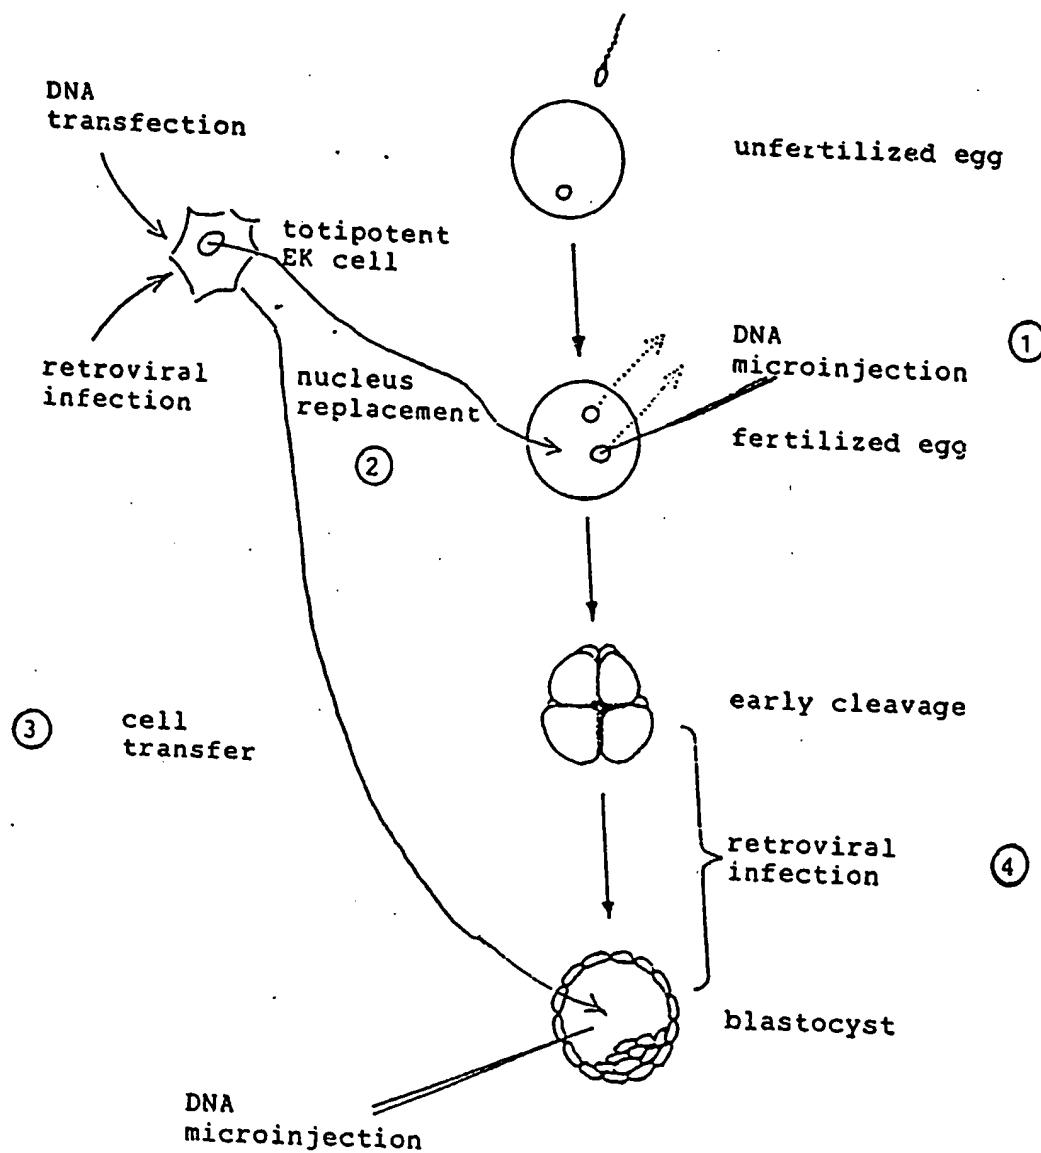 DNA
transfection
unfertilized egg
totipotent
EK cell
DNA
microinjection
①
retroviral
infection
nucleus
replacement
②
fertilized egg
③
cell
transfer
early cleavage
retroviral
infection
④
blastocyst
DNA
microinjection